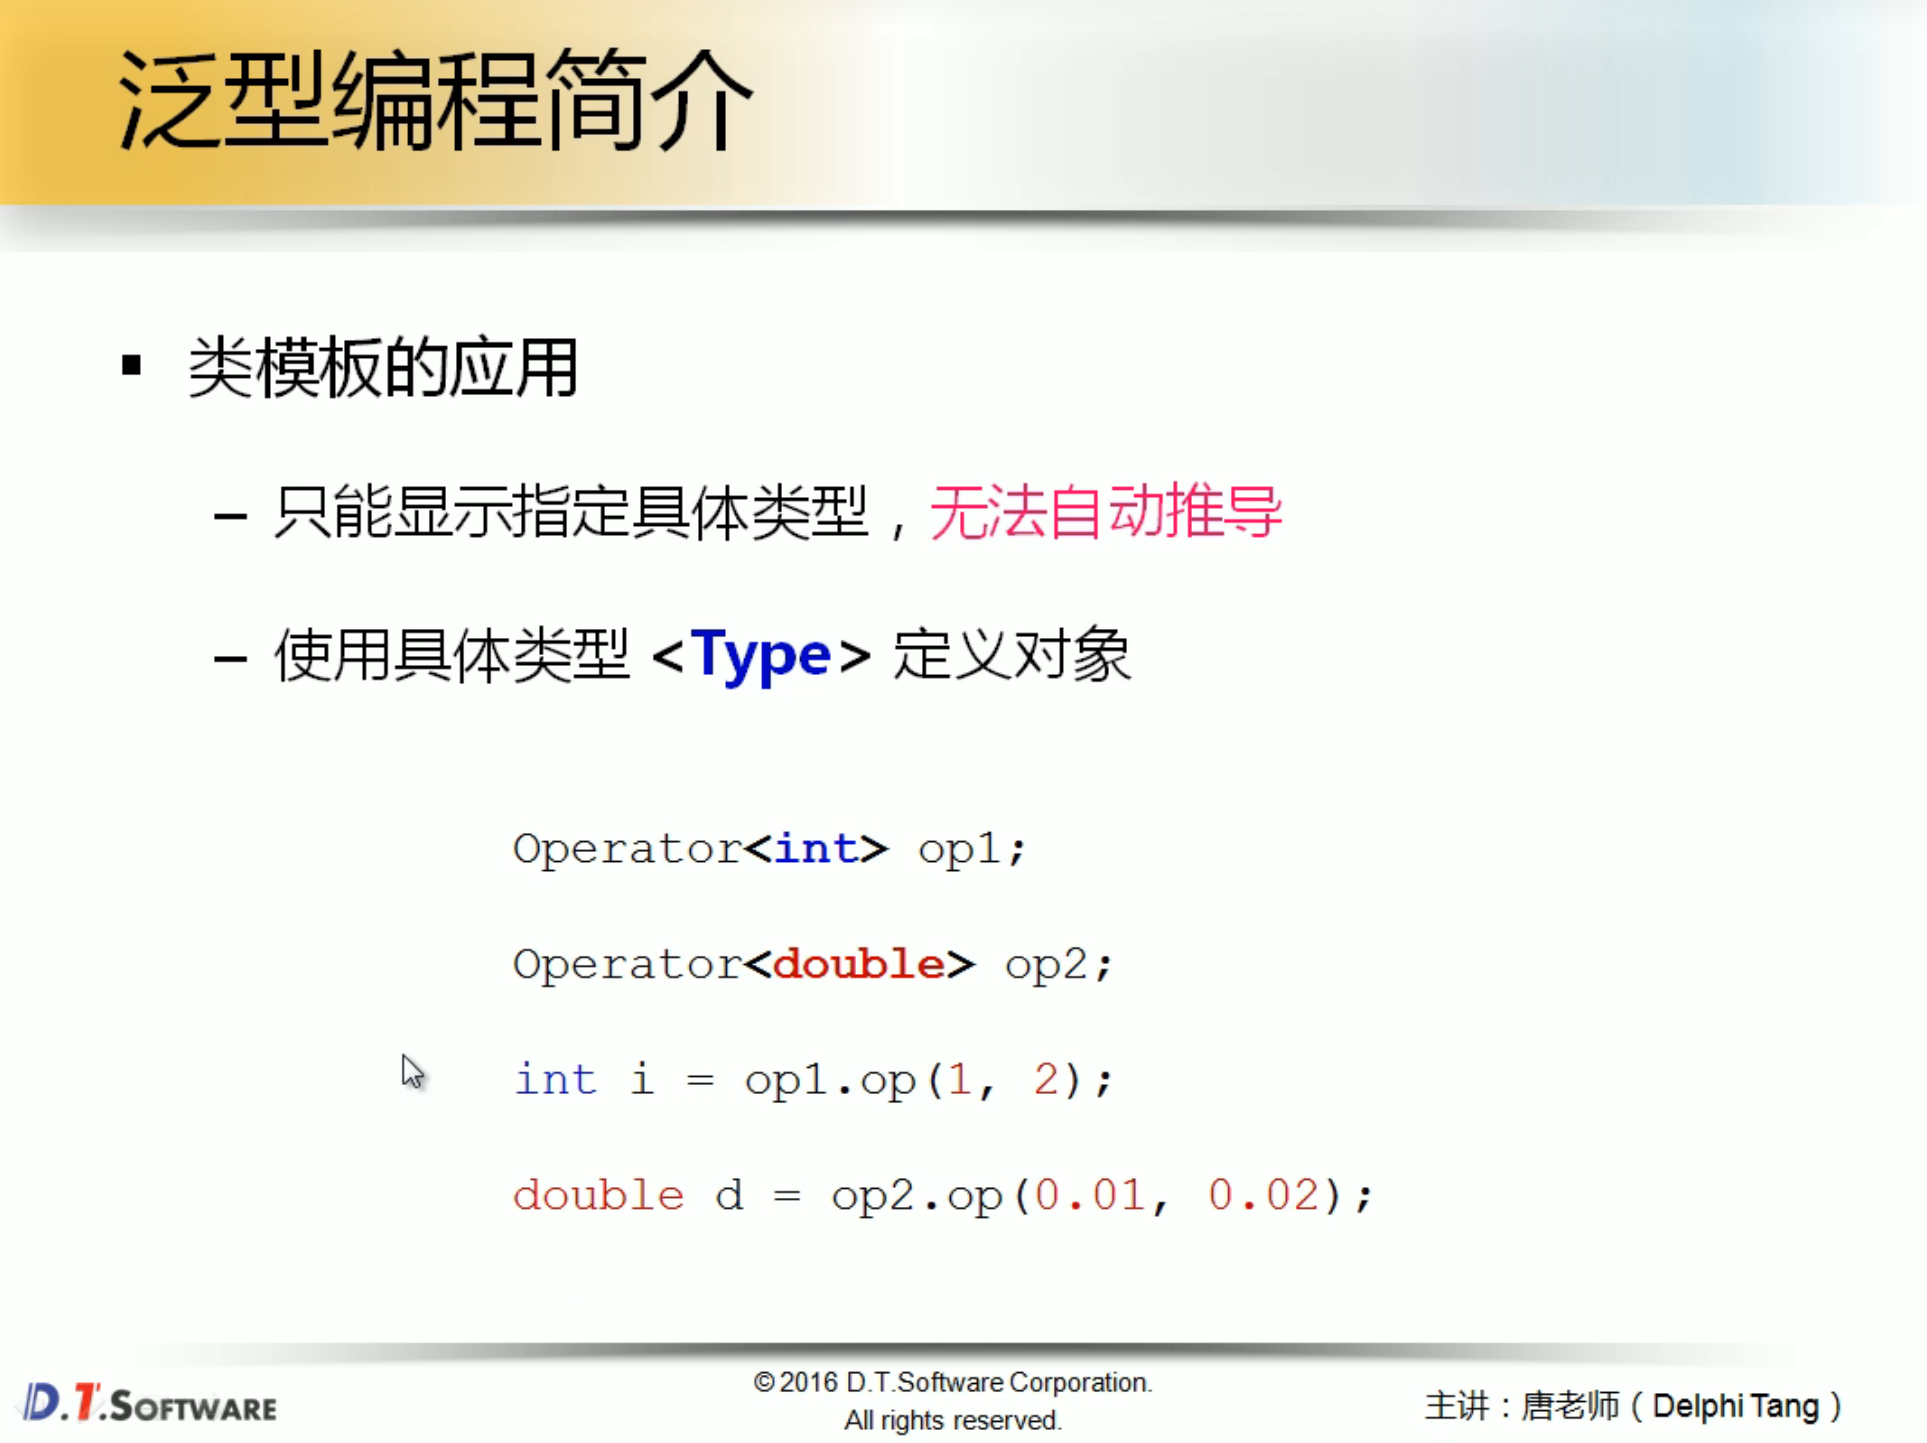 泛型编程简介
▪ 类模板的应用
– 只能显示指定具体类型，无法自动推导
– 使用具体类型 <Type> 定义对象
Operator<int> op1;
Operator<double> op2;
int i = op1.op(1, 2);
double d = op2.op(0.01, 0.02);
D.T.SOFTWARE
© 2016 D.T.Software Corporation.
All rights reserved.
主讲：唐老师（Delphi Tang）